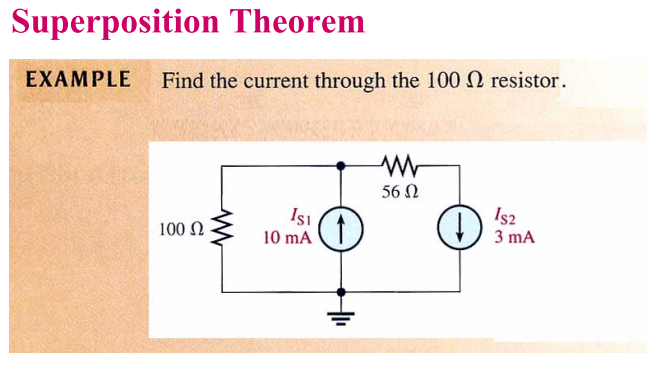 Superposition Theorem
EXAMPLE Find the current through the 100 Ω resistor.
56 Ω
100 Ω
IS1
10 mA
IS2
3 mA